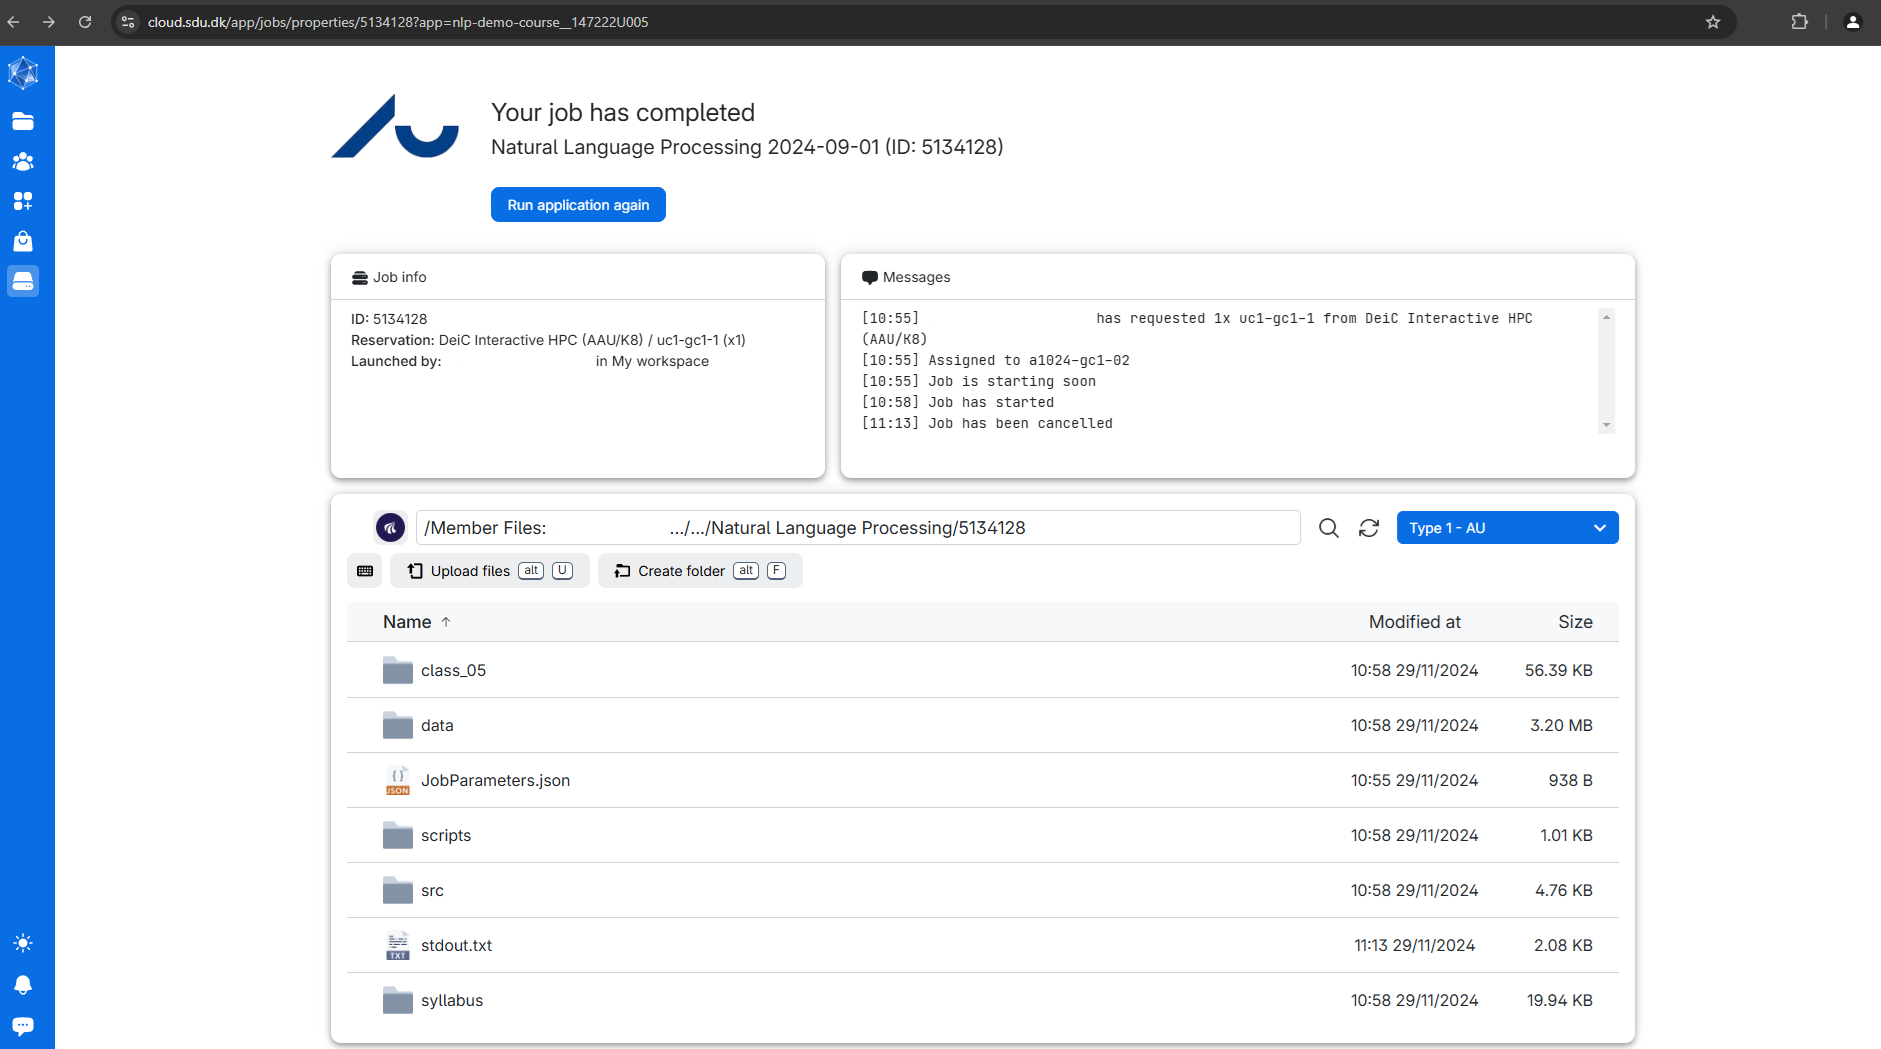 cloud.sdu.dk/app/jobs/properties/5134128?app=nlp-demo-course__147222U005
Your job has completed
Natural Language Processing 2024-09-01 (ID: 5134128)
Run application again
Job info
ID: 5134128
Reservation: DeiC Interactive HPC (AAU/K8) / uc1-gc1-1 (x1)
Launched by: in My workspace
Messages
[10:55] has requested 1x uc1-gc1-1 from DeiC Interactive HPC
(AAU/K8)
[10:55] Assigned to a1024-gc1-02
[10:55] Job is starting soon
[10:58] Job has started
[11:13] Job has been cancelled
/Member Files: .../.../Natural Language Processing/5134128
Type 1 - AU
Upload files alt U Create folder alt F
Name ↑ Modified at Size
class_05 10:58 29/11/2024 56.39 KB
data 10:58 29/11/2024 3.20 MB
{} JSON JobParameters.json 10:55 29/11/2024 938 B
scripts 10:58 29/11/2024 1.01 KB
src 10:58 29/11/2024 4.76 KB
TXT stdout.txt 11:13 29/11/2024 2.08 KB
syllabus 10:58 29/11/2024 19.94 KB